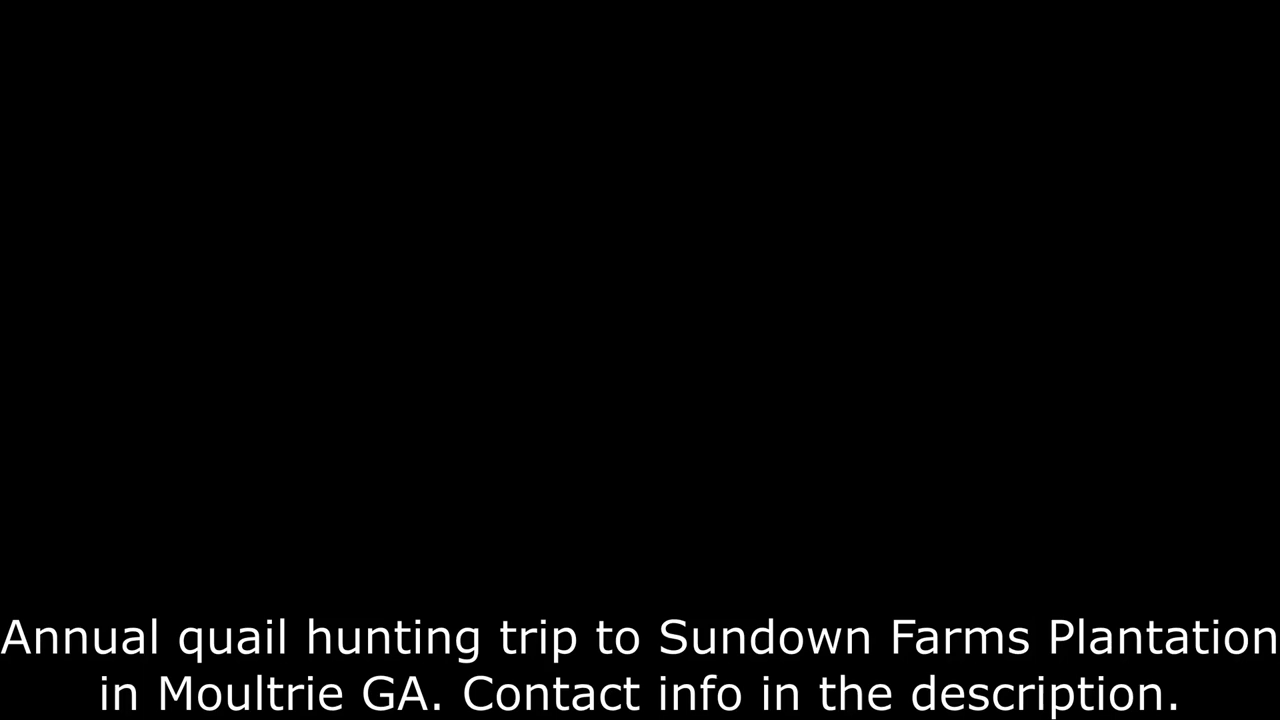 Annual quail hunting trip to Sundown Farms Plantation
in Moultrie GA. Contact info in the description.